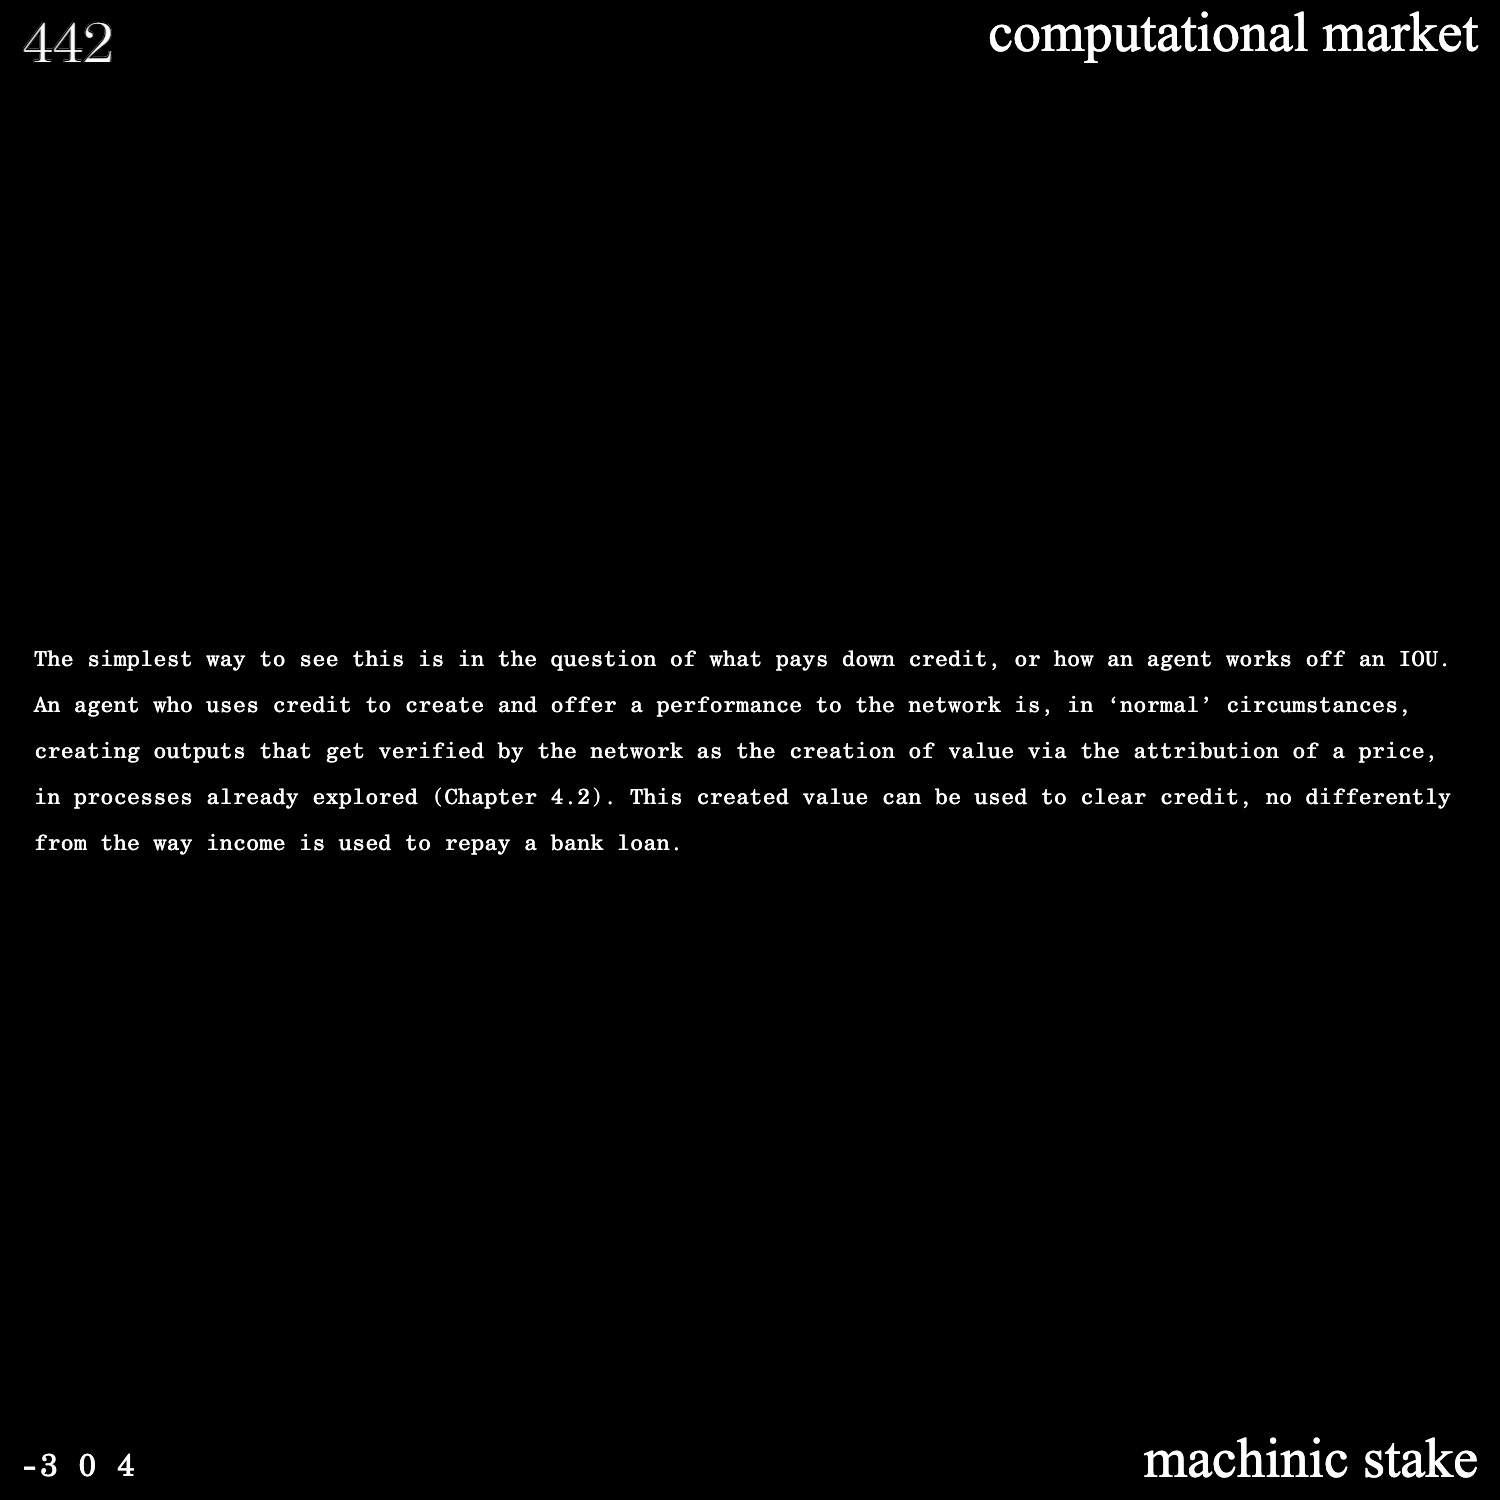 442
computational market
The simplest way to see this is in the question of what pays down credit, or how an agent works off an IOU.
An agent who uses credit to create and offer a performance to the network is, in ‘normal’ circumstances,
creating outputs that get verified by the network as the creation of value via the attribution of a price,
in processes already explored (Chapter 4.2). This created value can be used to clear credit, no differently
from the way income is used to repay a bank loan.
-3 0 4
machinic stake